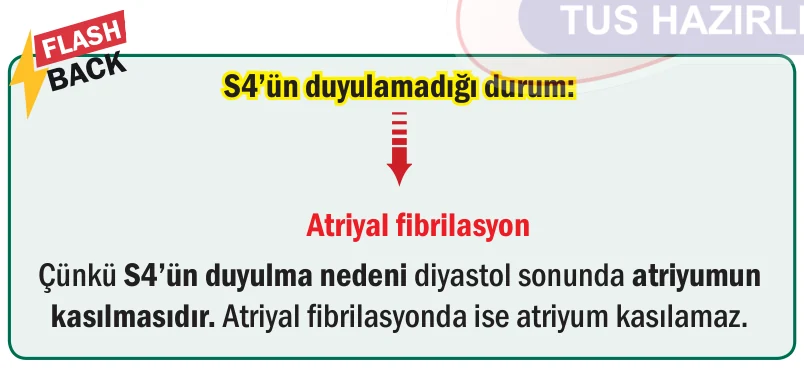 TUS HAZIRL
FLASH
BACK
S4’ün duyulamadığı durum:
Atriyal fibrilasyon
Çünkü S4’ün duyulma nedeni diyastol sonunda atriyumun
kasılmasıdır. Atriyal fibrilasyonda ise atriyum kasılamaz.